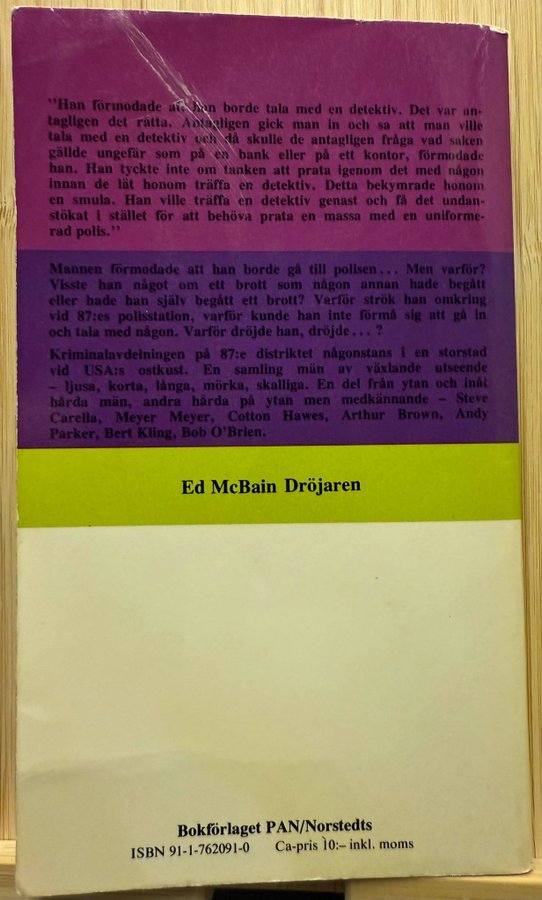 "Han förmodade att han borde tala med en detektiv. Det var an-
tagligen det rätta. Antagligen gick man in och sa att man ville
tala med en detektiv och då skulle de antagligen fråga vad saken
gällde ungefär som på en bank eller på ett kontor, förmodade
han. Han tyckte inte om tanken att prata igenom det med någon
innan de lät honom träffa en detektiv. Detta bekymrade honom
en smula. Han ville träffa en detektiv genast och få det undan-
stökat i stället för att behöva prata en massa med en uniforme-
rad polis."
Mannen förmodade att han borde gå till polisen... Men varför?
Visste han något om ett brott som någon annan hade begått
eller hade han själv begått ett brott? Varför strök han omkring
vid 87:es polisstation, varför kunde han inte förmå sig att gå in
och tala med någon. Varför dröjde han, dröjde...?
Kriminalavdelningen på 87:e distriktet någonstans i en storstad
vid USA:s ostkust. En samling män av växlande utseende
– ljusa, korta, långa, mörka, skalliga. En del från ytan och inåt
hårda män, andra hårda på ytan men medkännande – Steve
Carella, Meyer Meyer, Cotton Hawes, Arthur Brown, Andy
Parker, Bert Kling, Bob O'Brien.
Ed McBain Dröjaren
Bokförlaget PAN/Norstedts
ISBN 91-1-762091-0 Ca-pris 10:– inkl. moms